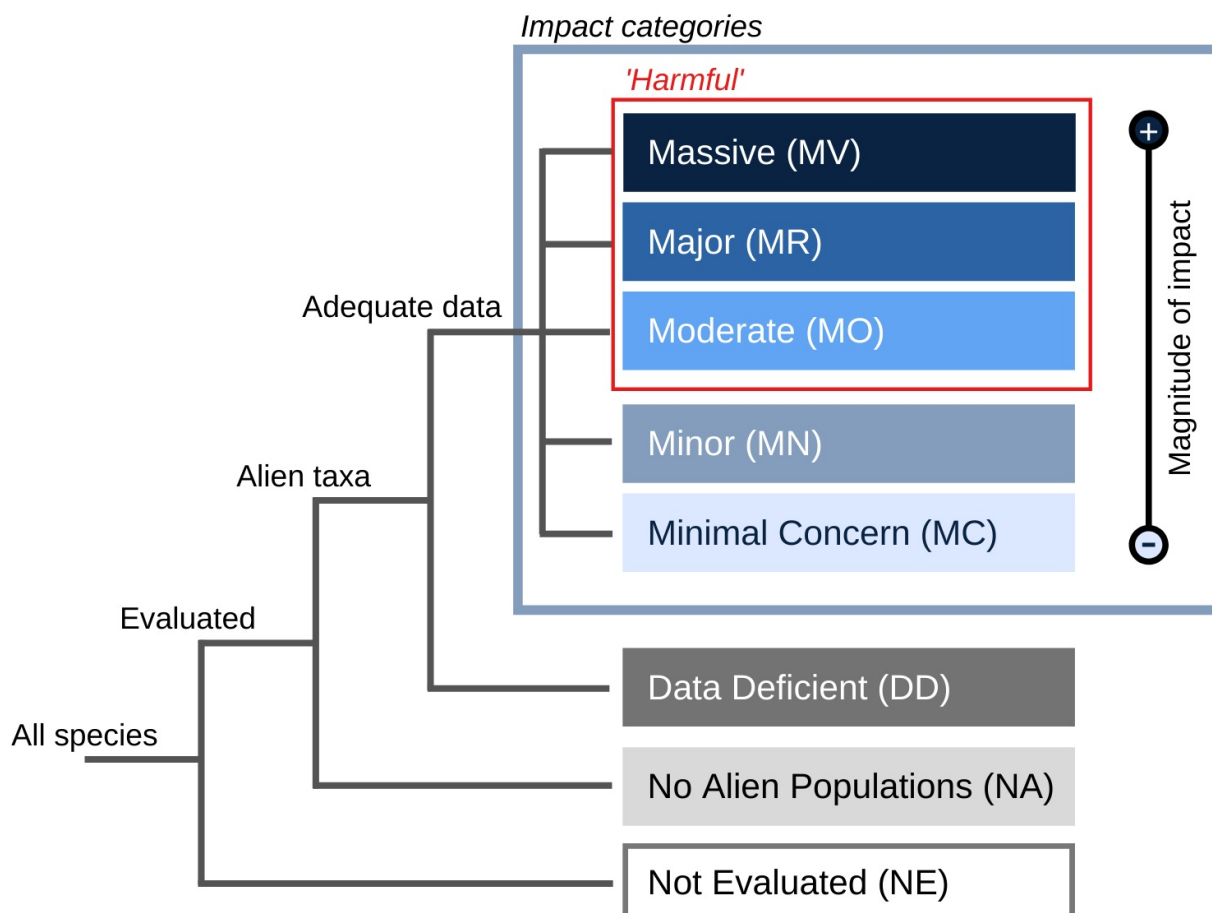 Impact categories
'Harmful'
Massive (MV)
+
Major (MR)
Magnitude of impact
Adequate data
Moderate (MO)
Minor (MN)
Alien taxa
Minimal Concern (MC)
-
Evaluated
Data Deficient (DD)
All species
No Alien Populations (NA)
Not Evaluated (NE)